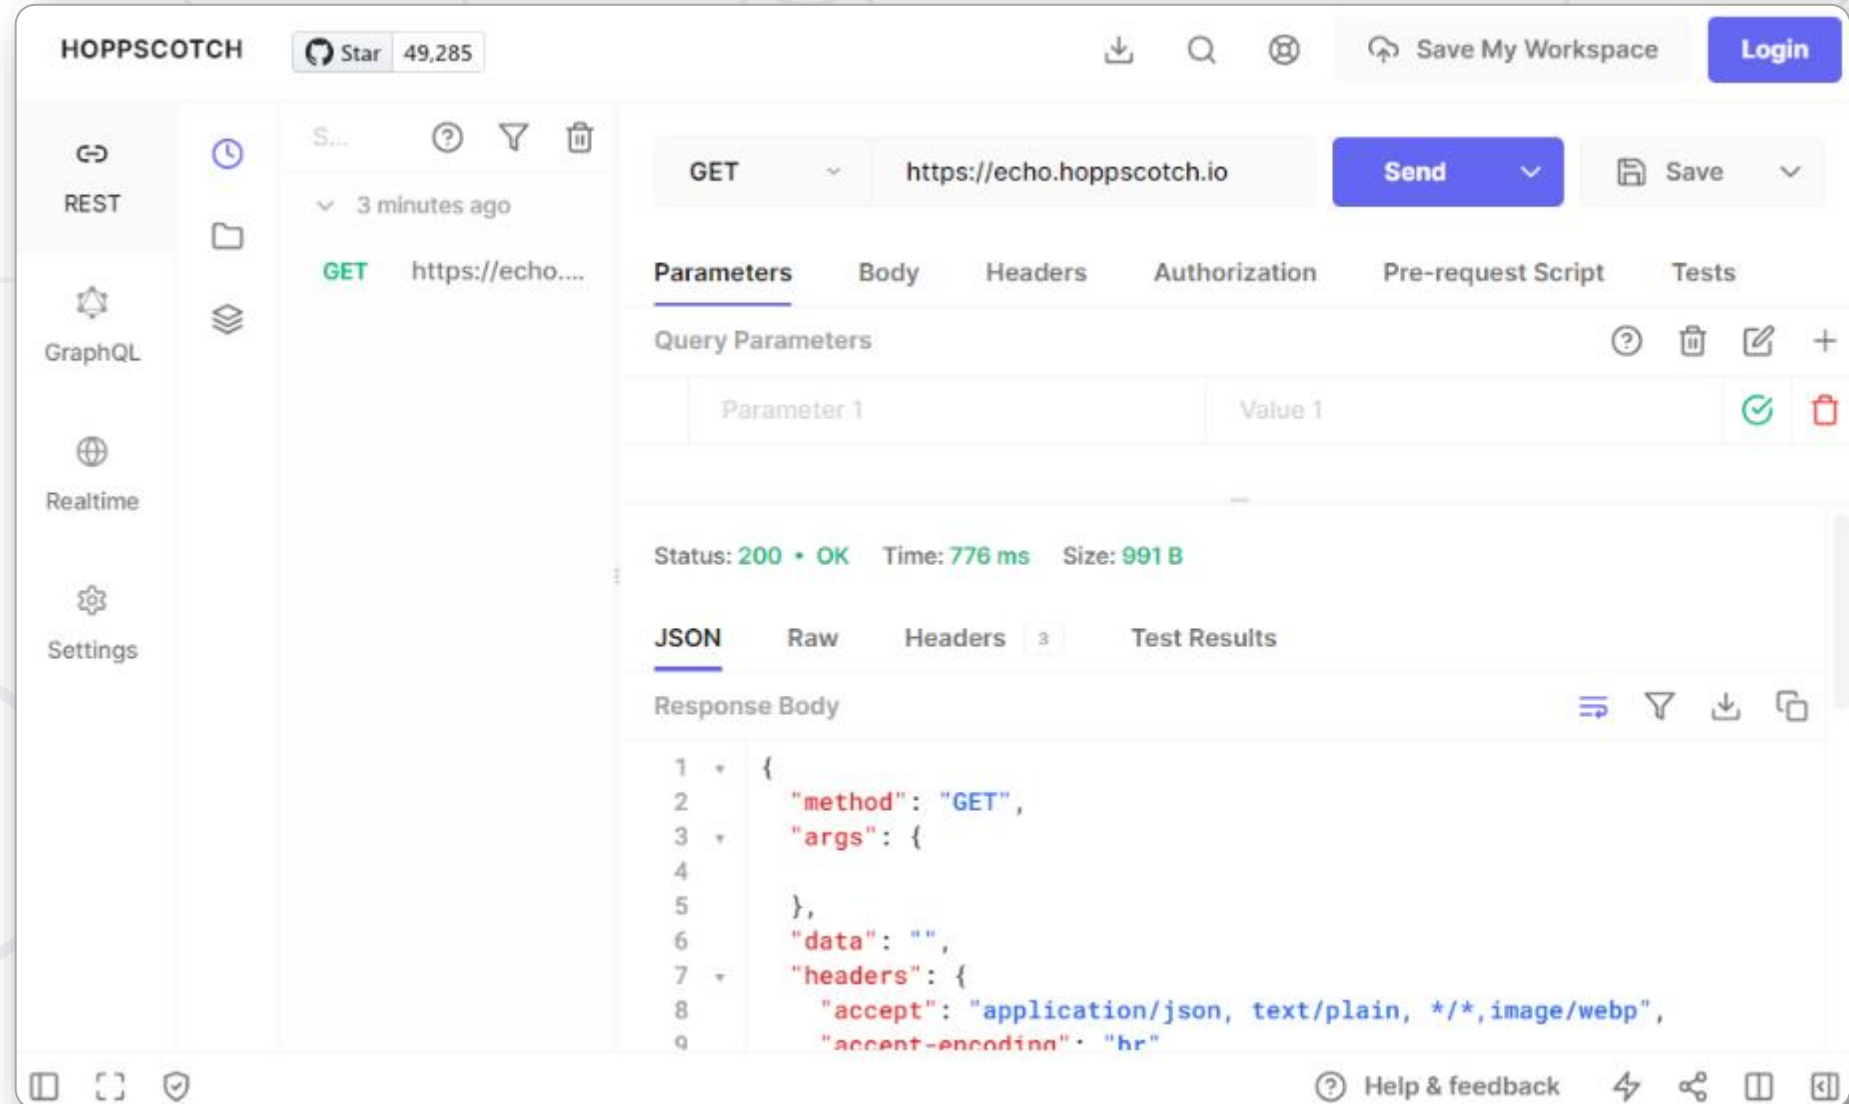 HOPPSCOTCH Star 49,285 Save My Workspace Login
REST
GraphQL
Realtime
Settings
S...
3 minutes ago
GET https://echo....
GET https://echo.hoppscotch.io Send Save
Parameters Body Headers Authorization Pre-request Script Tests
Query Parameters
Parameter 1 Value 1
Status: 200 • OK Time: 776 ms Size: 991 B
JSON Raw Headers 3 Test Results
Response Body
1 {
2 "method": "GET",
3 "args": {
4
5 },
6 "data": "",
7 "headers": {
8 "accept": "application/json, text/plain, */*,image/webp",
9 "accept-encoding": "br"
Help & feedback